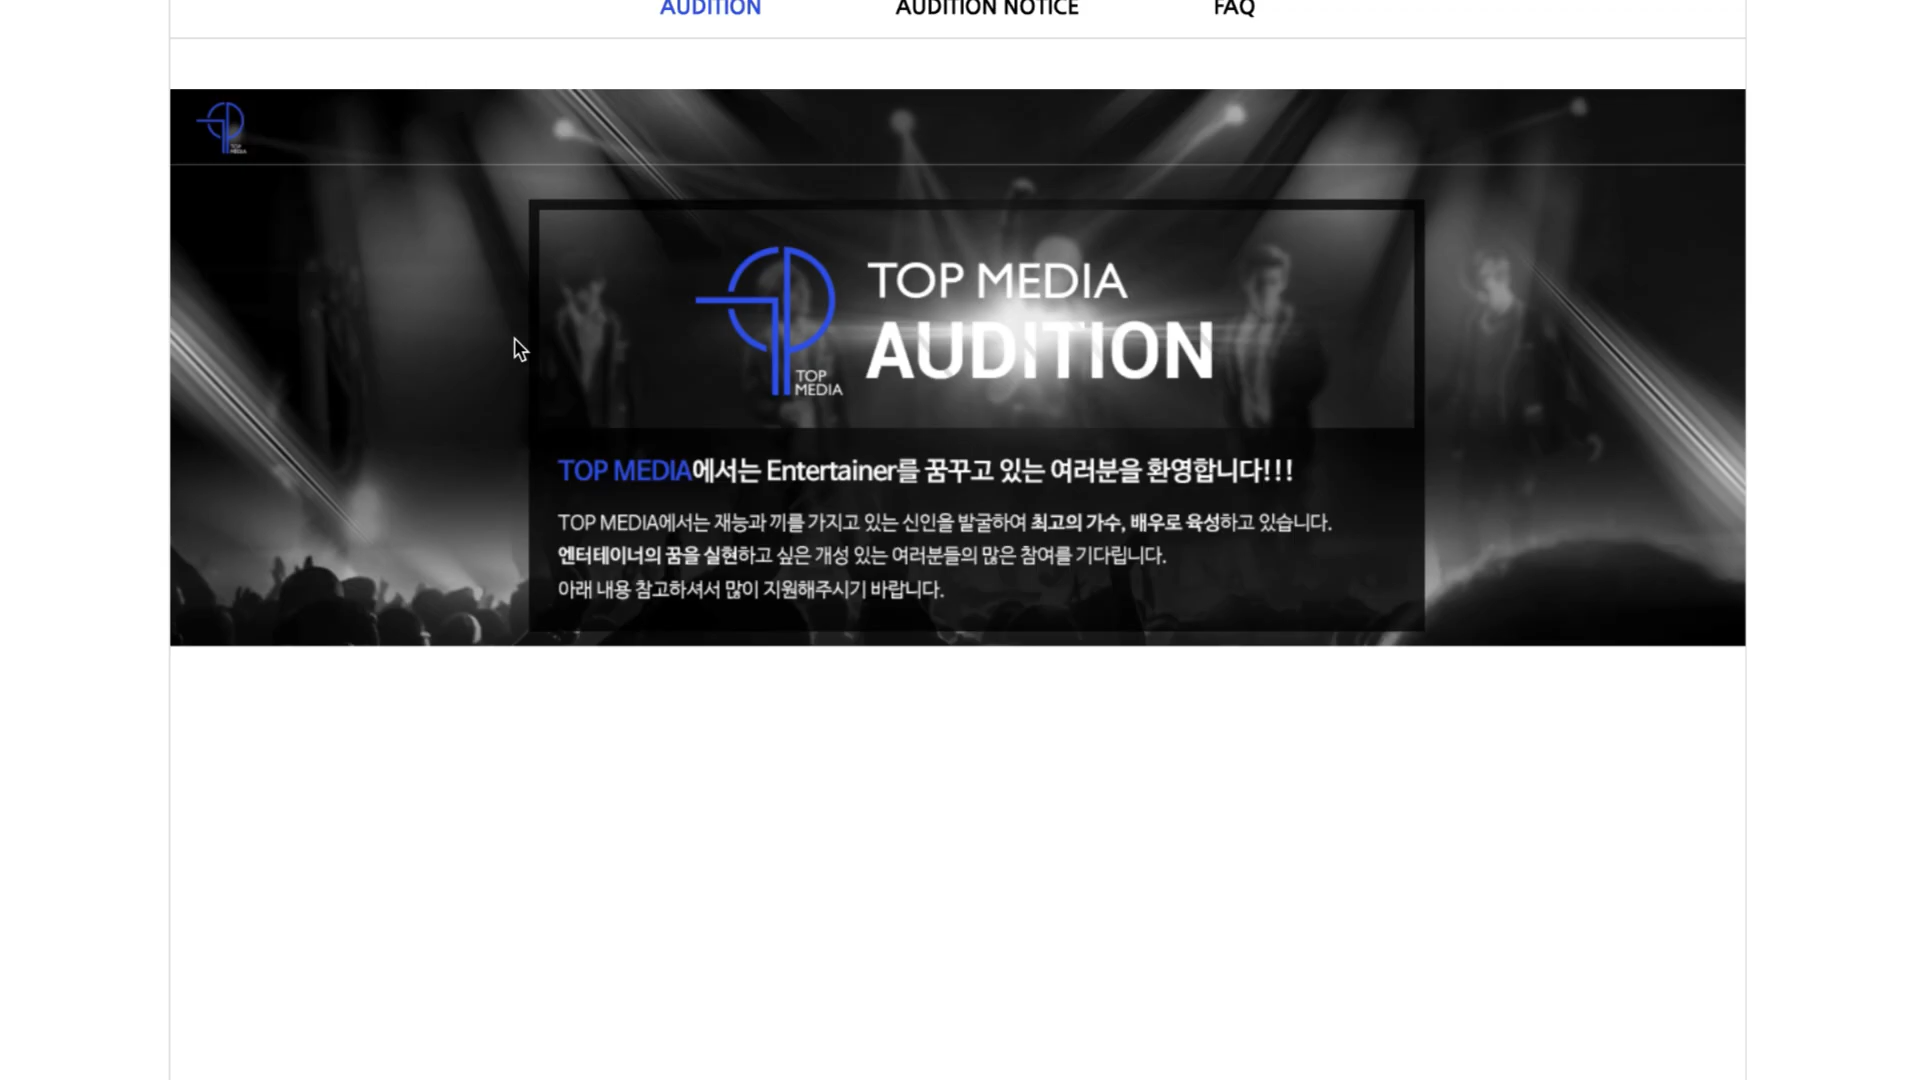 AUDITION AUDITION NOTICE FAQ
TOP
MEDIA
TOP MEDIA
AUDITION
TOP
MEDIA
TOP MEDIA에서는 Entertainer를 꿈꾸고 있는 여러분을 환영합니다!!!
TOP MEDIA에서는 재능과 끼를 가지고 있는 신인을 발굴하여 최고의 가수, 배우로 육성하고 있습니다.
엔터테이너의 꿈을 실현하고 싶은 개성 있는 여러분들의 많은 참여를 기다립니다.
아래 내용 참고하셔서 많이 지원해주시기 바랍니다.